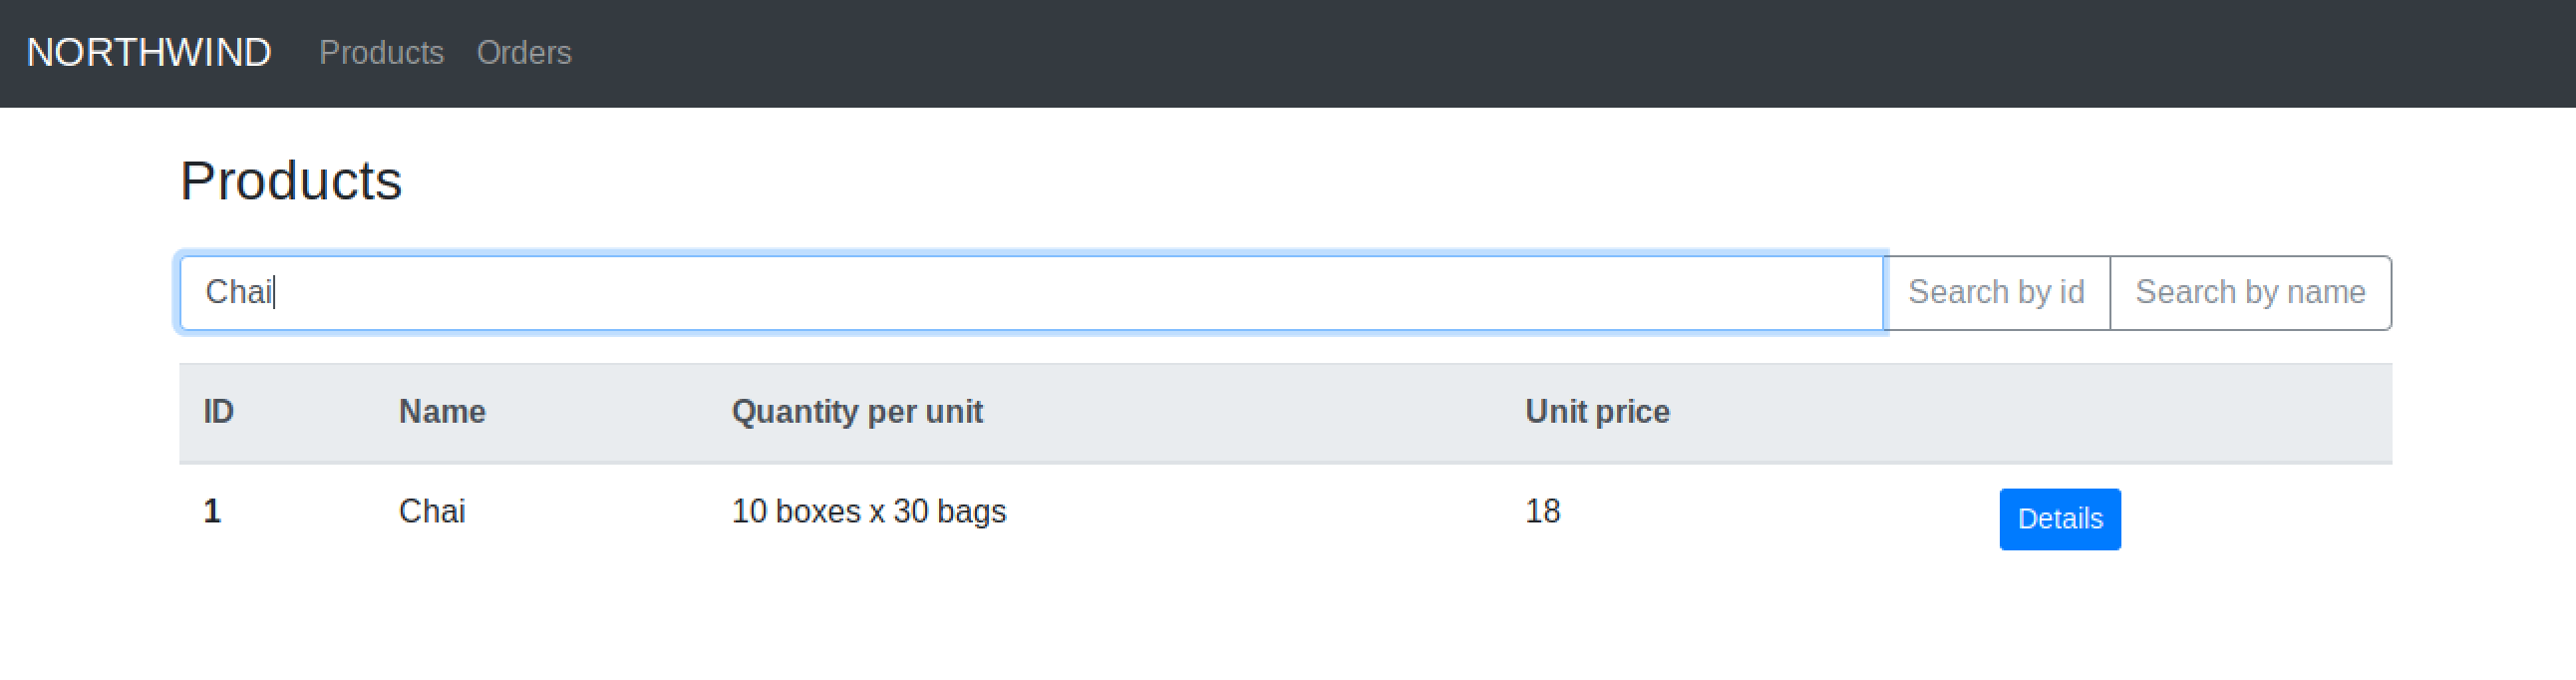 NORTHWIND Products Orders
Products
Chai Search by id Search by name
ID Name Quantity per unit Unit price
1 Chai 10 boxes x 30 bags 18 Details